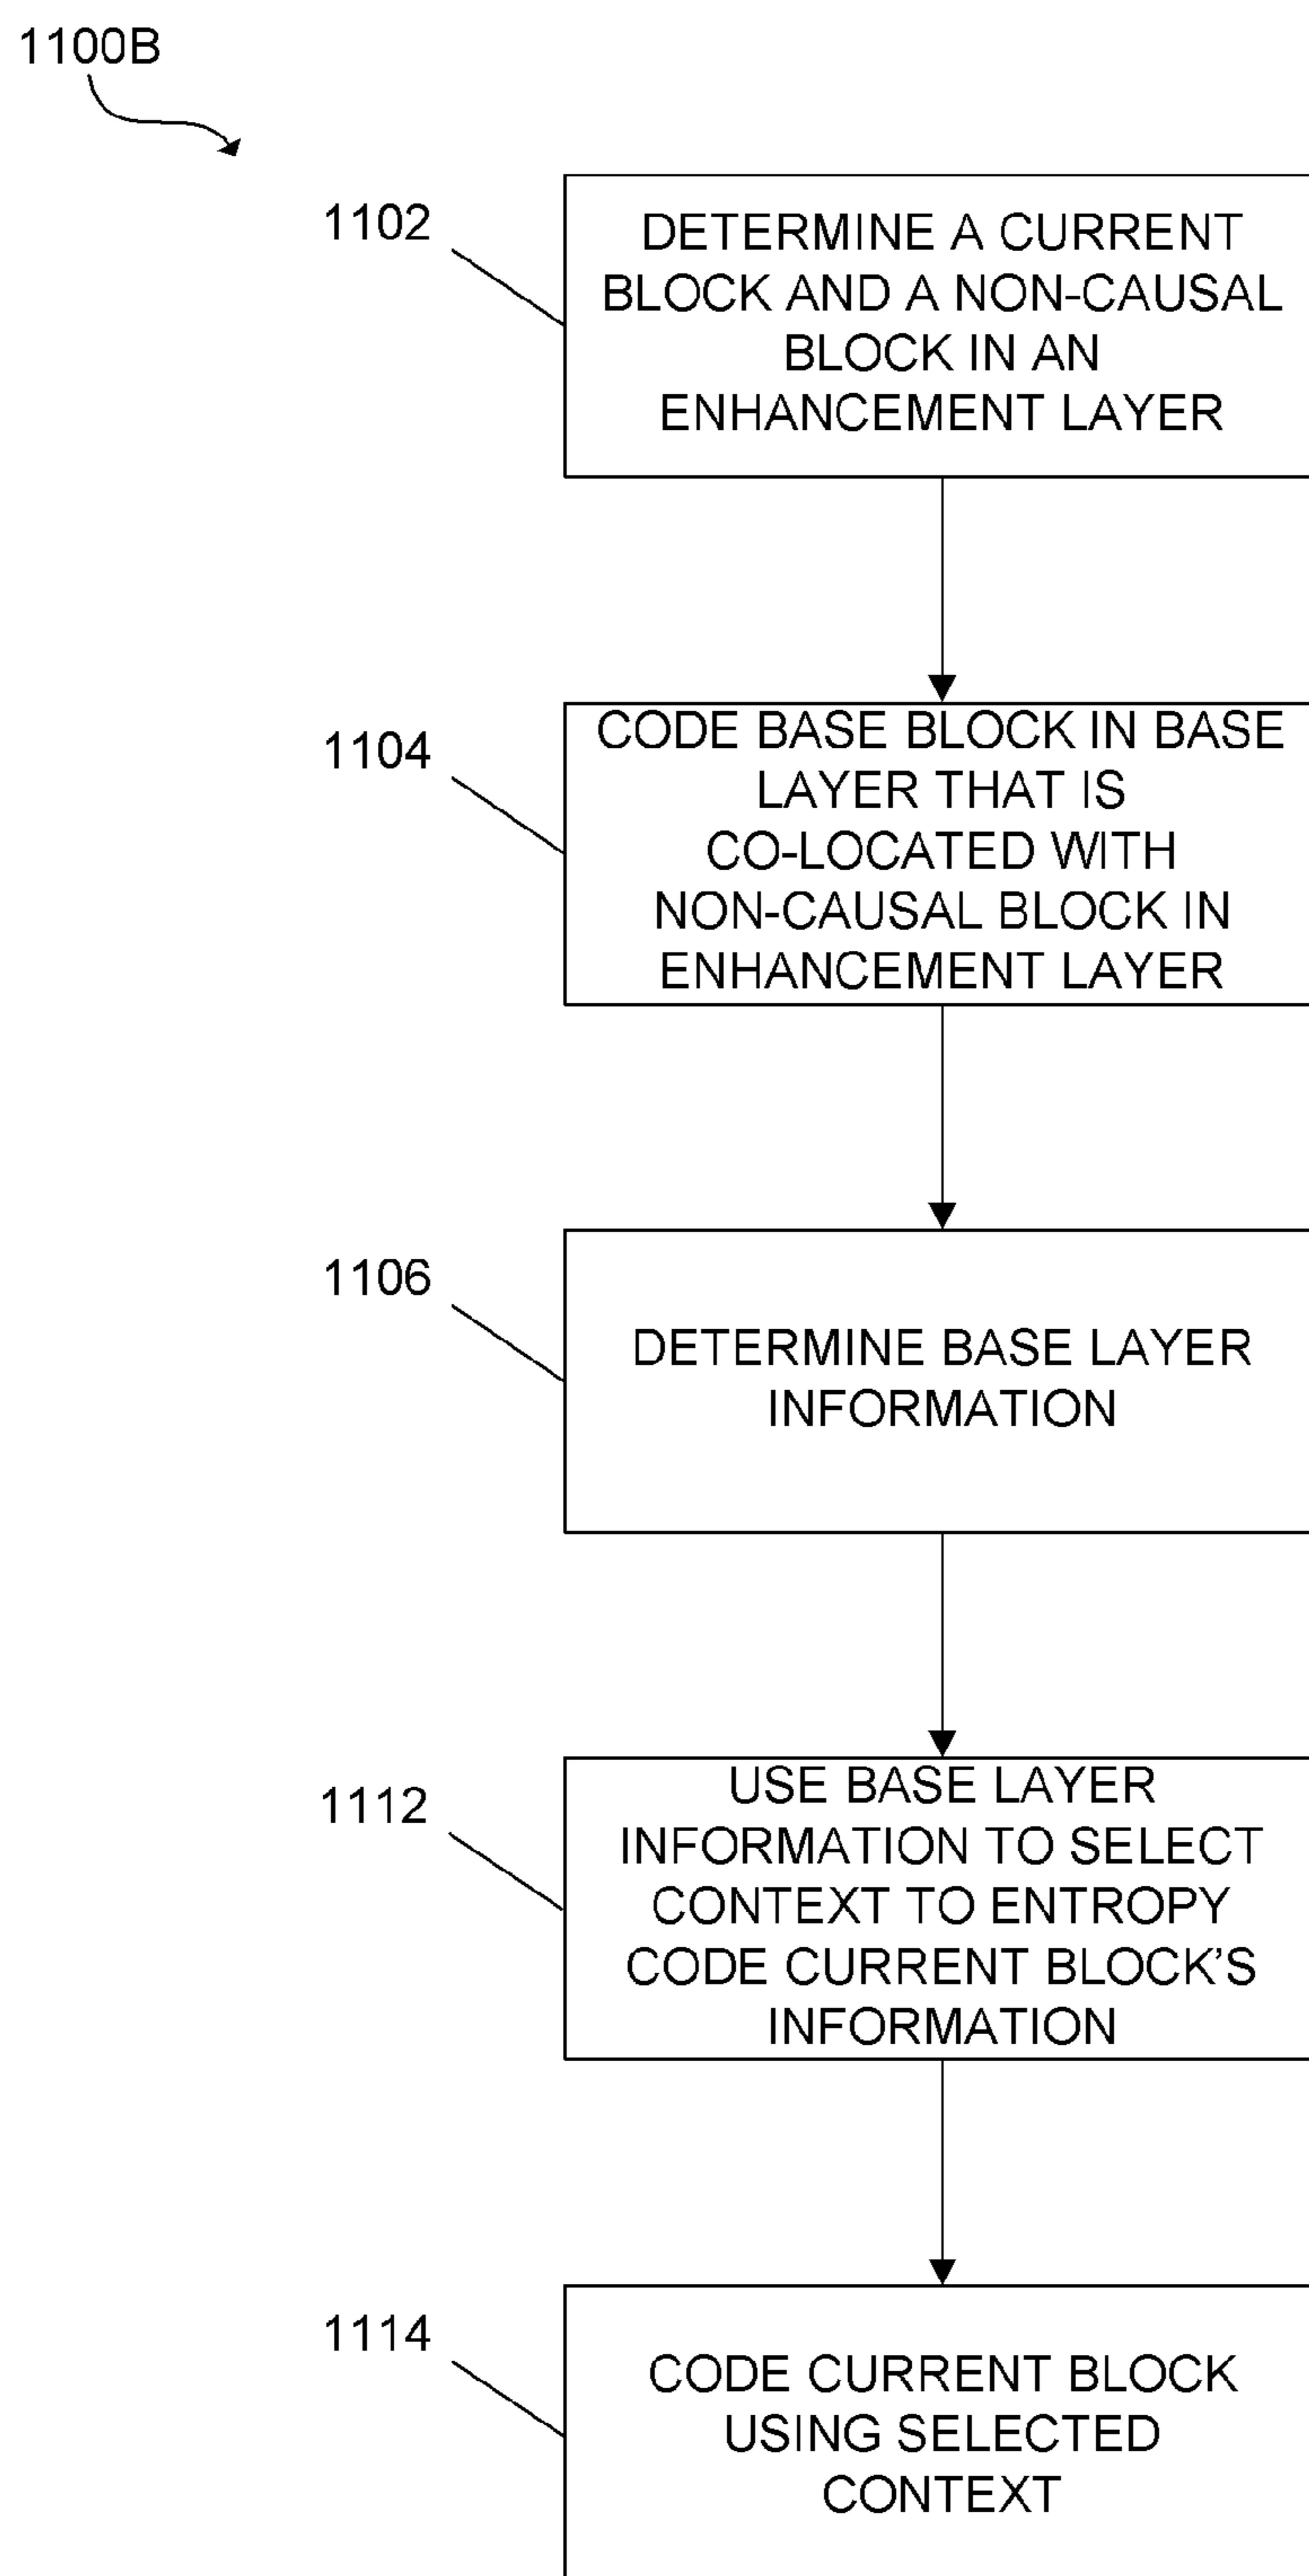 1100B
1102
DETERMINE A CURRENT
BLOCK AND A NON-CAUSAL
BLOCK IN AN
ENHANCEMENT LAYER
1104
CODE BASE BLOCK IN BASE
LAYER THAT IS
CO-LOCATED WITH
NON-CAUSAL BLOCK IN
ENHANCEMENT LAYER
1106
DETERMINE BASE LAYER
INFORMATION
1112
USE BASE LAYER
INFORMATION TO SELECT
CONTEXT TO ENTROPY
CODE CURRENT BLOCK’S
INFORMATION
1114
CODE CURRENT BLOCK
USING SELECTED
CONTEXT